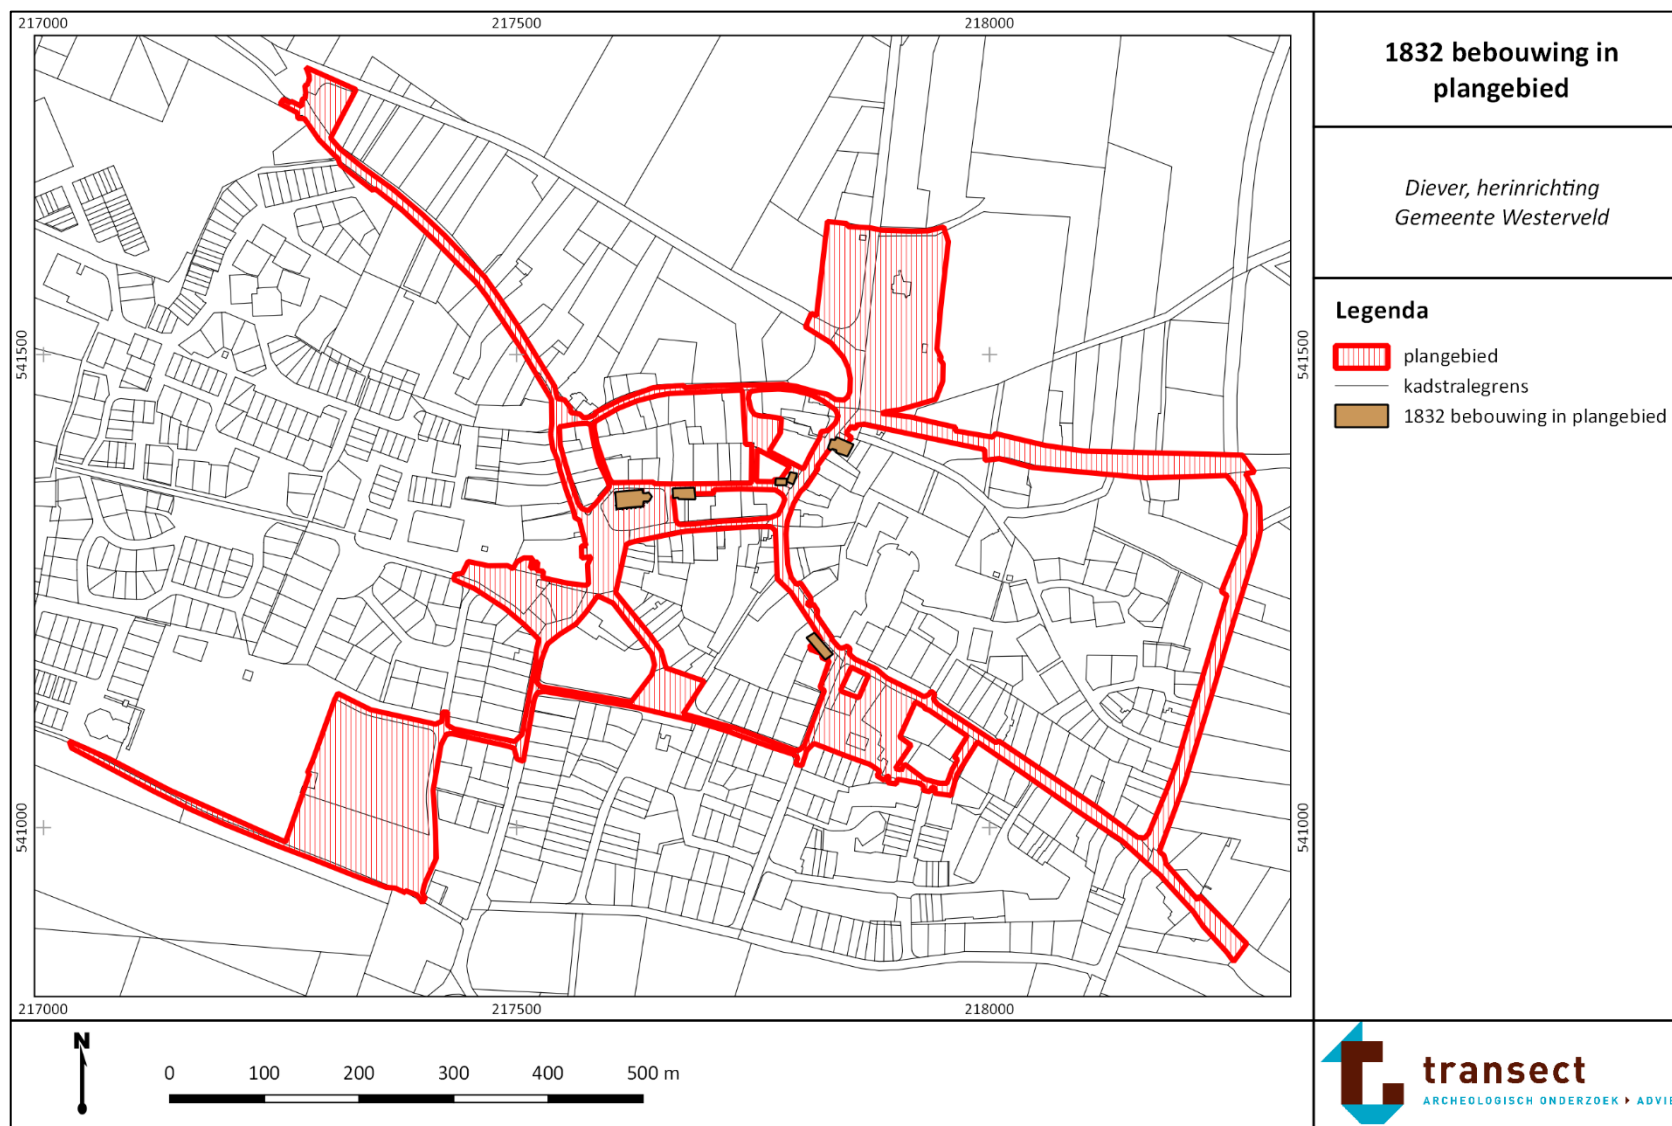 217000
217500
218000
541500
541000
541500
541000
217000
217500
218000
1832 bebouwing in
plangebied
Diever, herinrichting
Gemeente Westerveld
Legenda
plangebied
kadstralegrens
1832 bebouwing in plangebied
N
0 100 200 300 400 500 m
transect
ARCHEOLOGISCH ONDERZOEK ADVIE